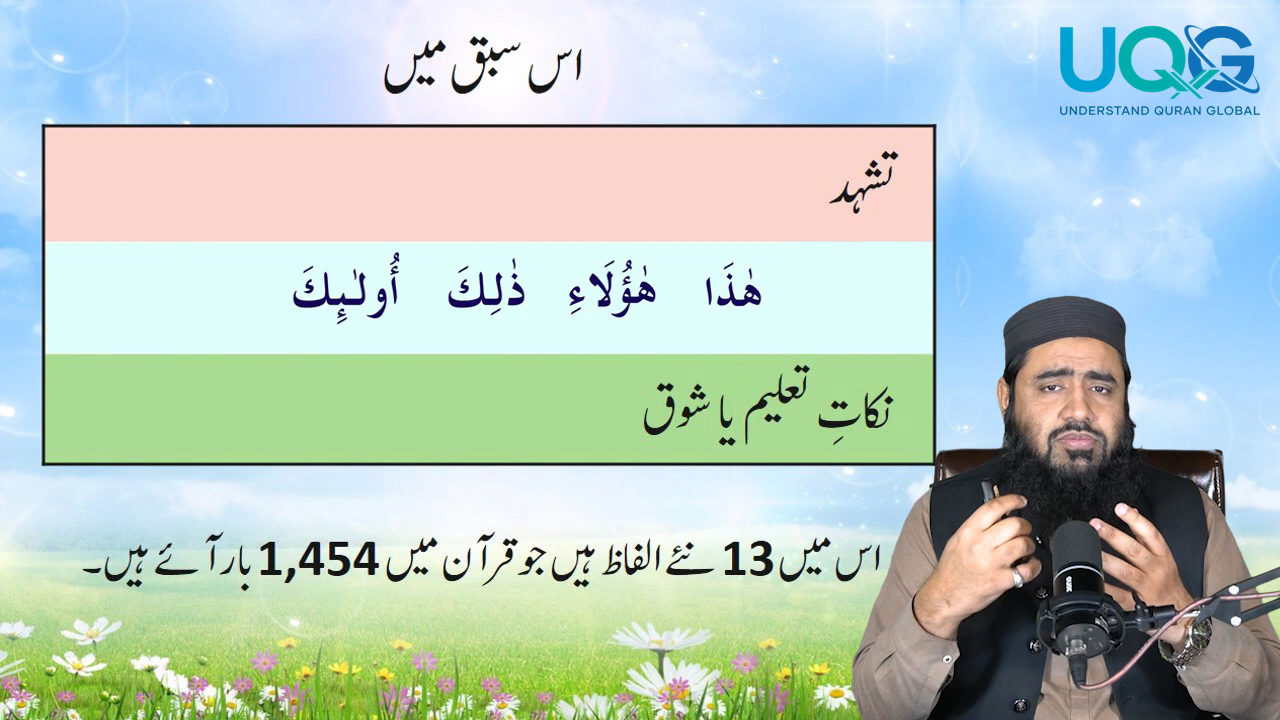 اس سبق میں
UQG
UNDERSTAND QURAN GLOBAL
تشہد
هٰذَا هٰؤُلَاءِ ذٰلِكَ أُولٰـئِكَ
نکاتِ تعلیم یا شوق
اس میں 13 نئے الفاظ ہیں جو قرآن میں 1,454 بار آئے ہیں۔